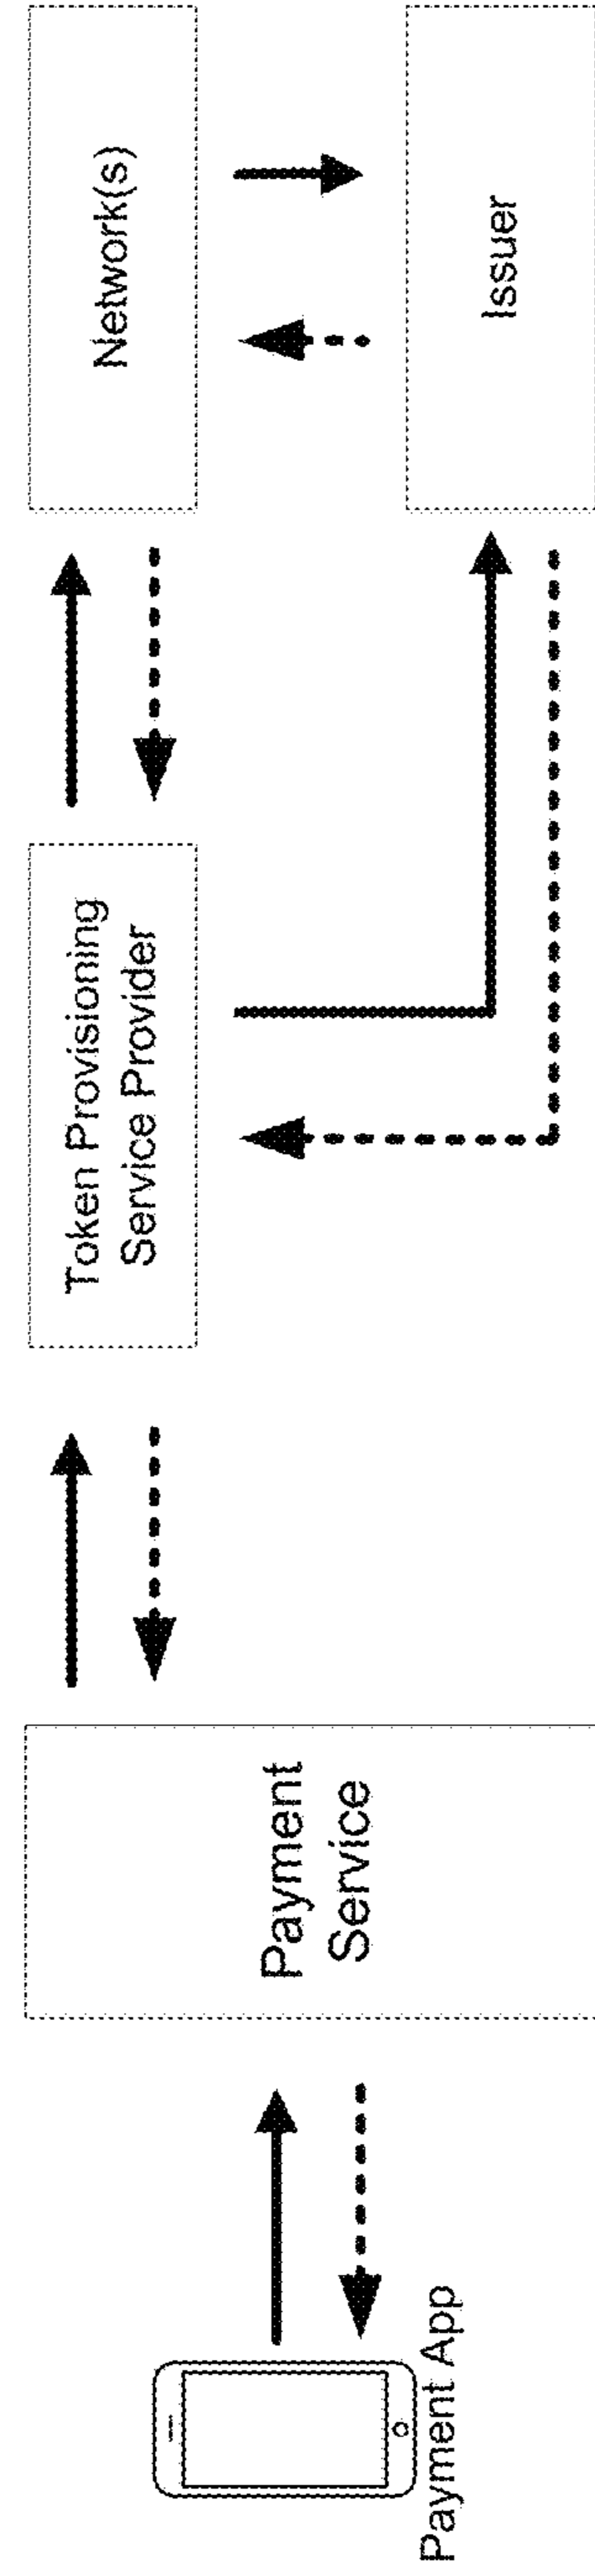 Payment App
Payment
Service
Token Provisioning
Service Provider
Network(s)
Issuer